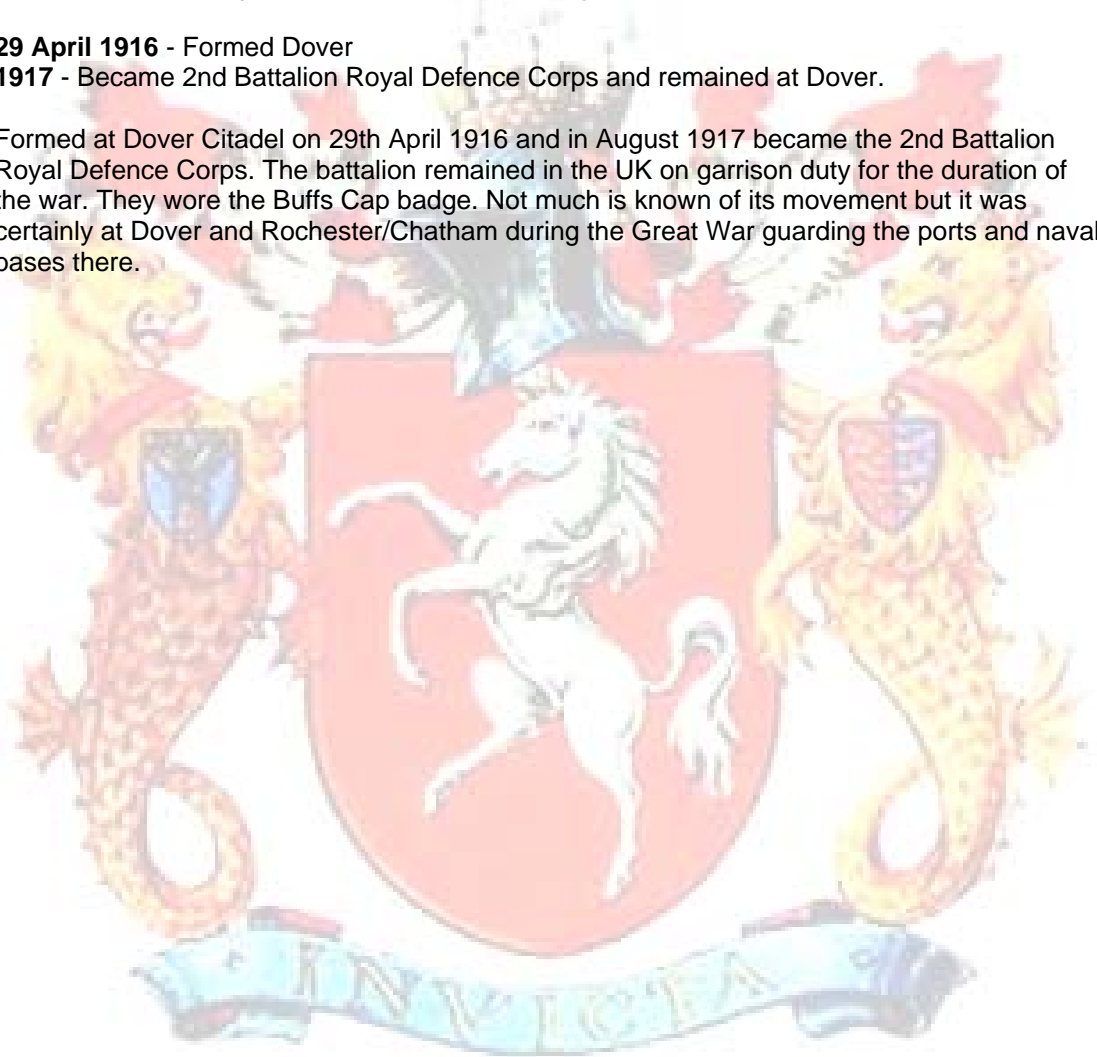 29 April 1916 - Formed Dover
1917 - Became 2nd Battalion Royal Defence Corps and remained at Dover.
Formed at Dover Citadel on 29th April 1916 and in August 1917 became the 2nd Battalion
Royal Defence Corps. The battalion remained in the UK on garrison duty for the duration of
the war. They wore the Buffs Cap badge. Not much is known of its movement but it was
certainly at Dover and Rochester/Chatham during the Great War guarding the ports and naval
bases there.
INVICTA